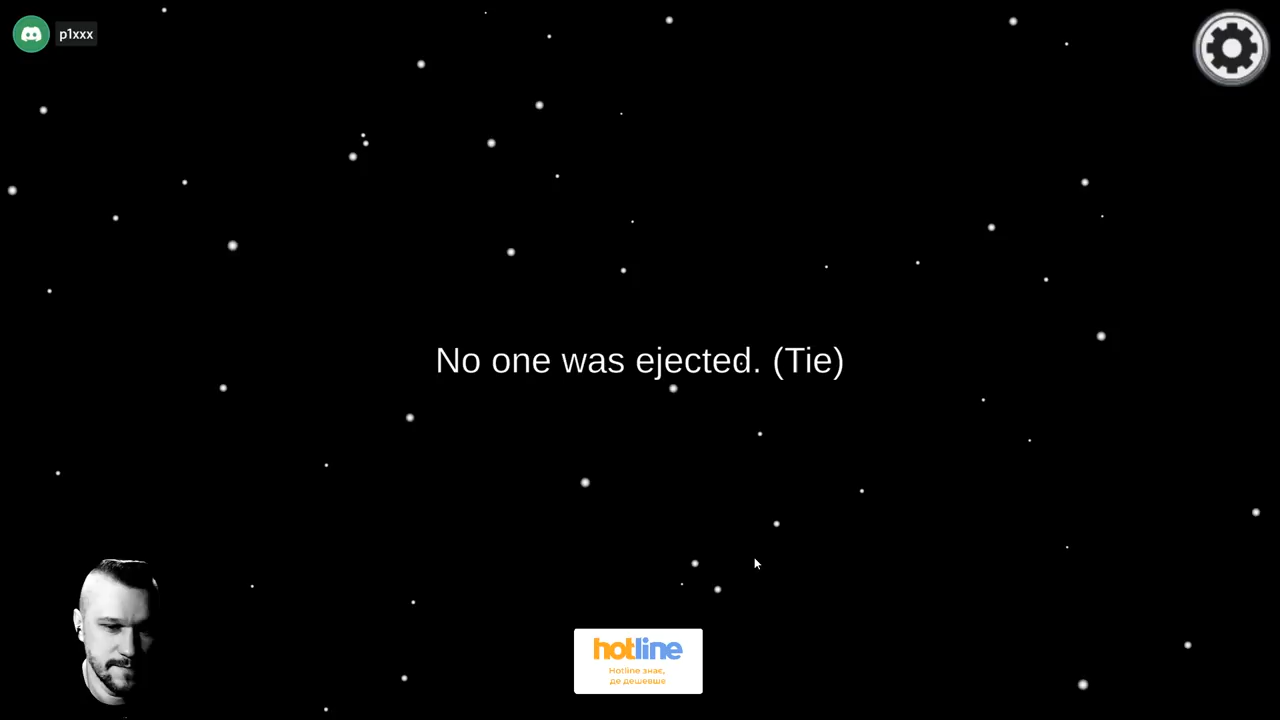 p1xxx
No one was ejected. (Tie)
hotline
Hotline знає,
де дешевше